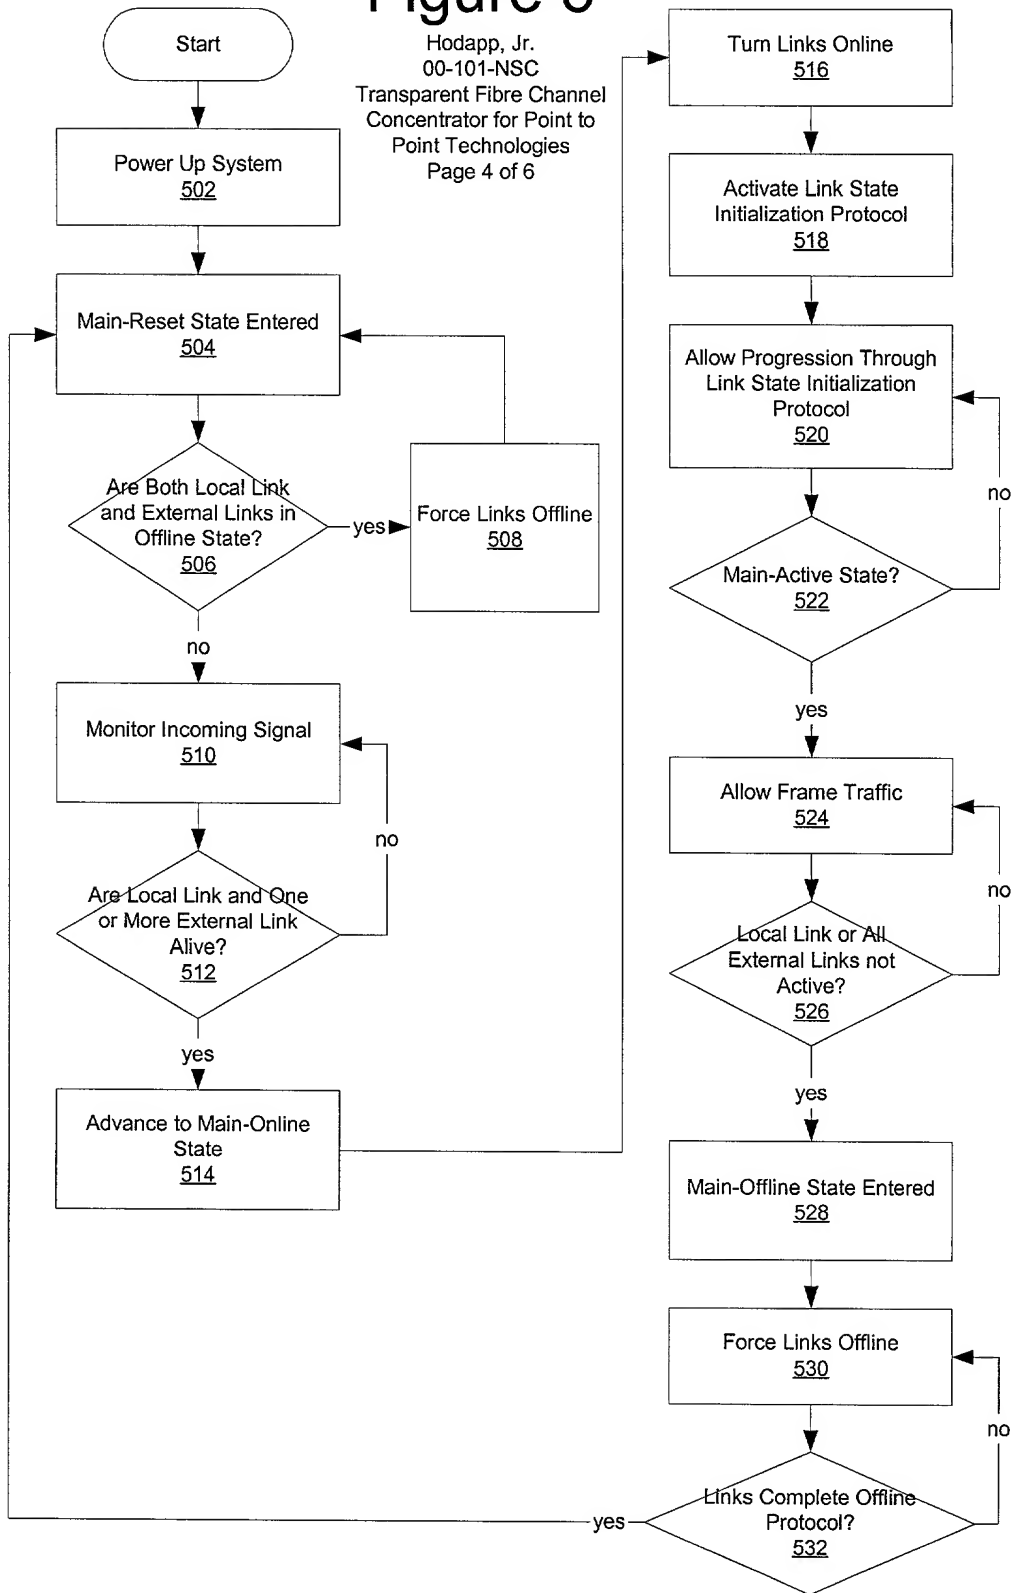 Start
Power Up System
502
Main-Reset State Entered
504
Are Both Local Link
and External Links in
Offline State?
506
yes
Force Links Offline
508
no
Monitor Incoming Signal
510
no
Are Local Link and One
or More External Link
Alive?
512
yes
Advance to Main-Online
State
514
Hodapp, Jr.
00-101-NSC
Transparent Fibre Channel
Concentrator for Point to
Point Technologies
Page 4 of 6
Turn Links Online
516
Activate Link State
Initialization Protocol
518
Allow Progression Through
Link State Initialization
Protocol
520
no
Main-Active State?
522
yes
Allow Frame Traffic
524
no
Local Link or All
External Links not
Active?
526
yes
Main-Offline State Entered
528
Force Links Offline
530
no
Links Complete Offline
Protocol?
532
yes